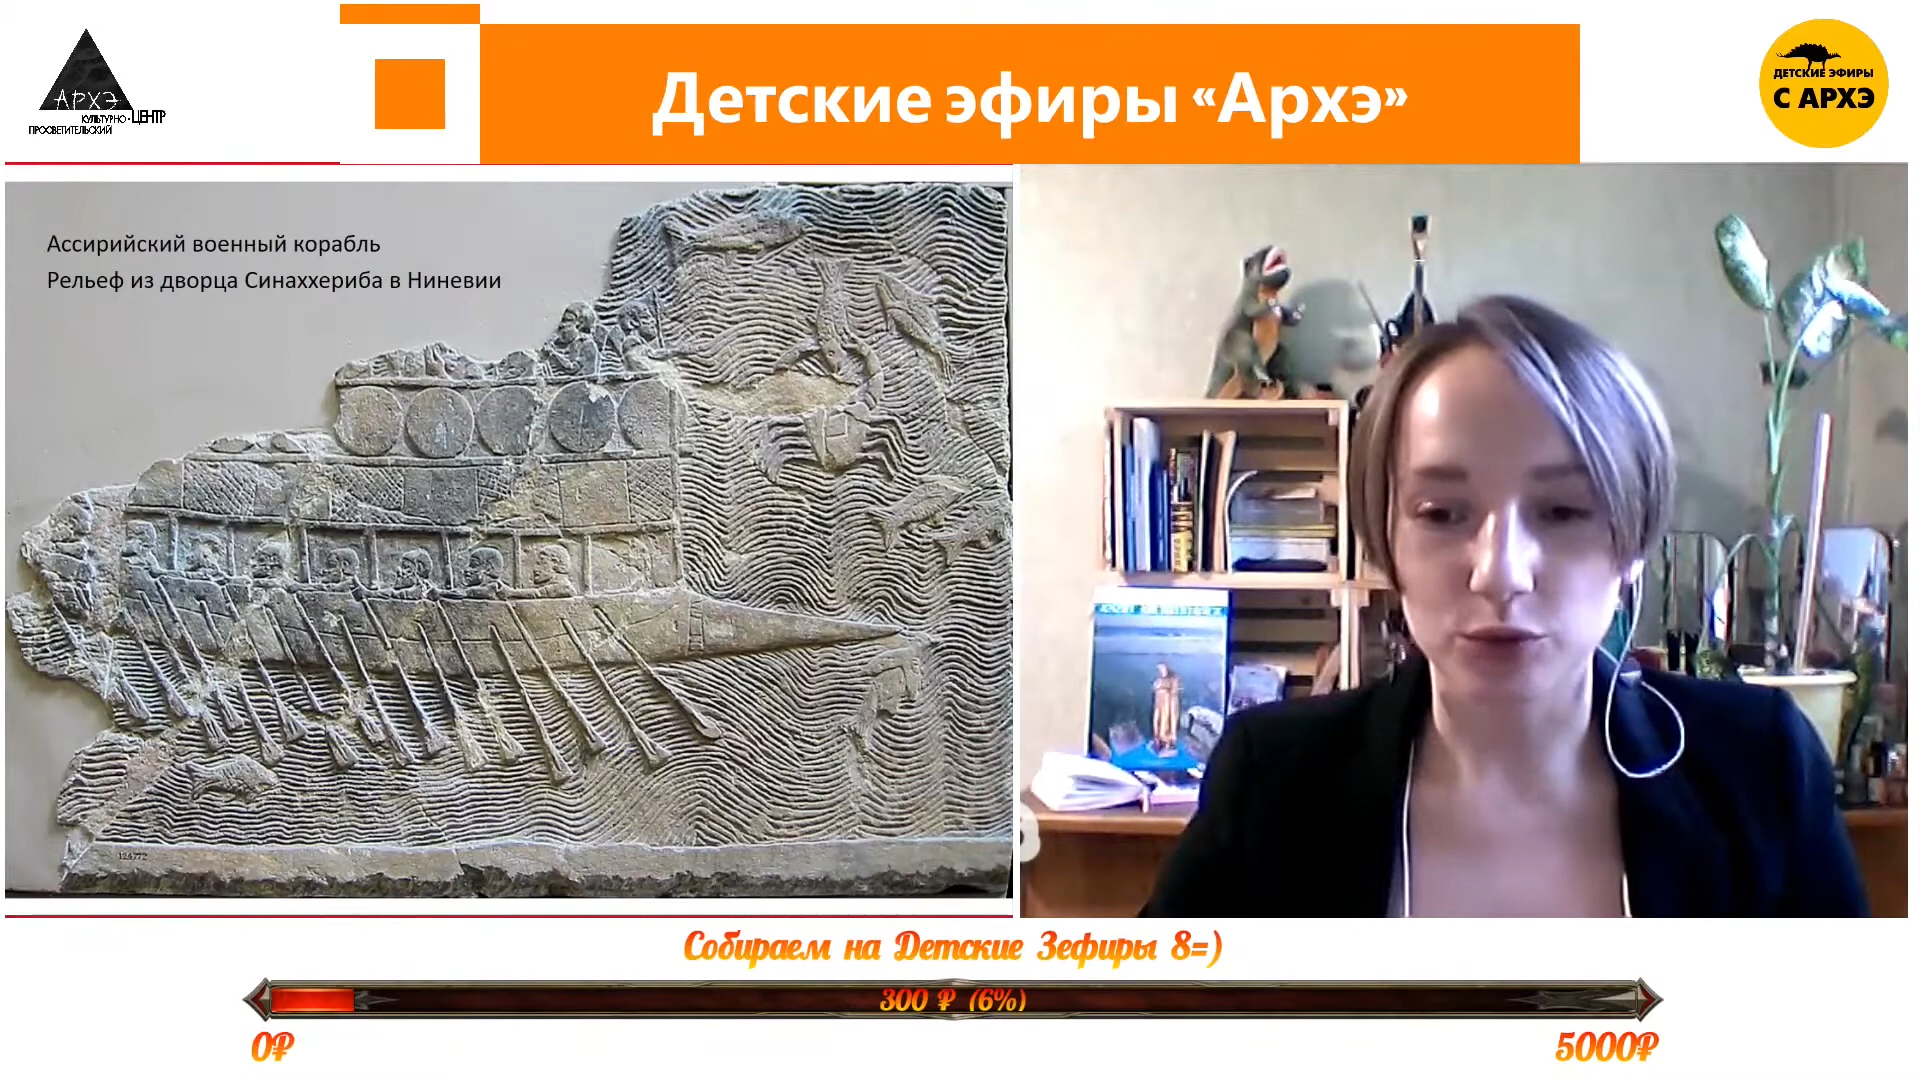 АРХЭ
КУЛЬТУРНО-
ПРОСВЕТИТЕЛЬСКИЙ
ЦЕНТР
Детские эфиры «Архэ»
ДЕТСКИЕ ЭФИРЫ
С АРХЭ
Ассирийский военный корабль
Рельеф из дворца Синаххериба в Ниневии
124772
Собираем на Детские Зефиры 8=)
300 ₽ (6%)
0₽
5000₽